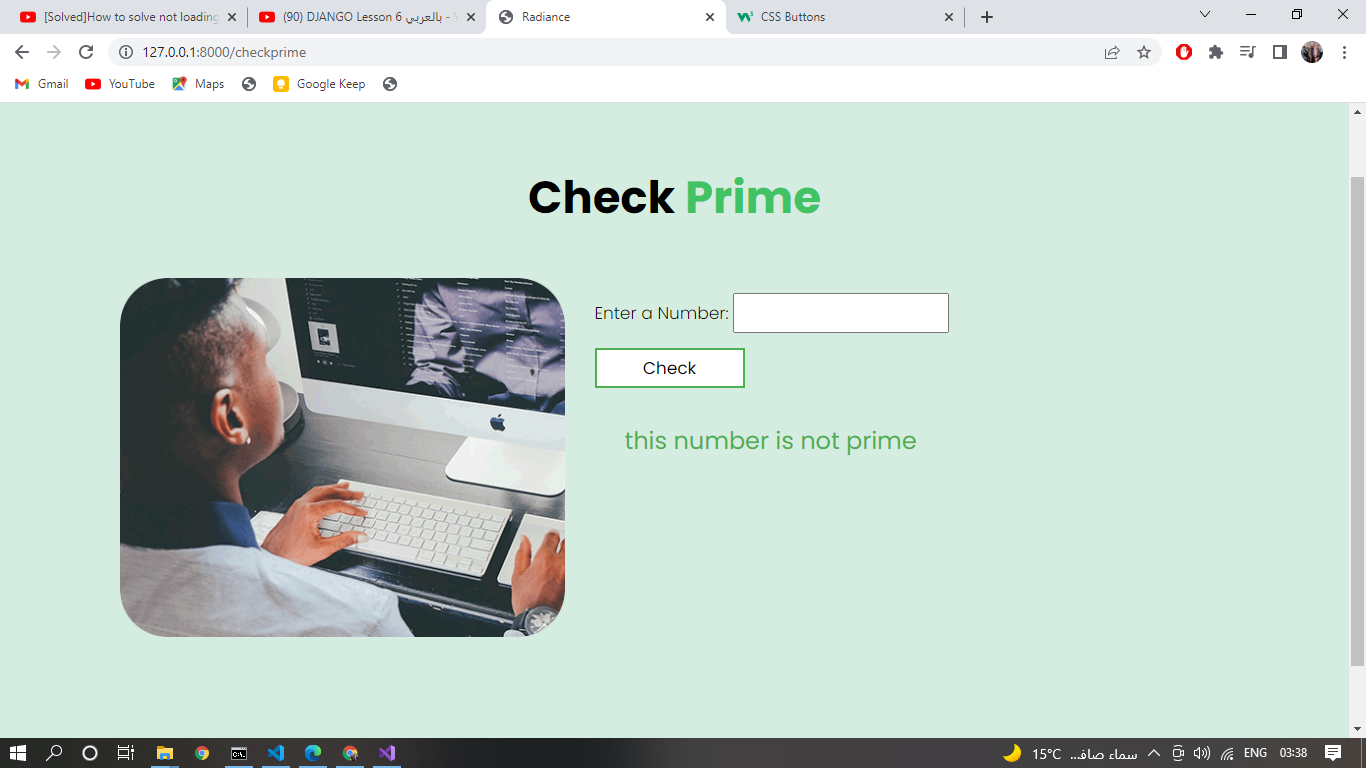 [Solved]How to solve not loading
(90) DJANGO Lesson 6 بالعربي -
Radiance
CSS Buttons
127.0.0.1:8000/checkprime
Gmail
YouTube
Maps
Google Keep
Check Prime
Enter a Number:
Check
this number is not prime
15°C
سماء صافـ...
ENG
03:38